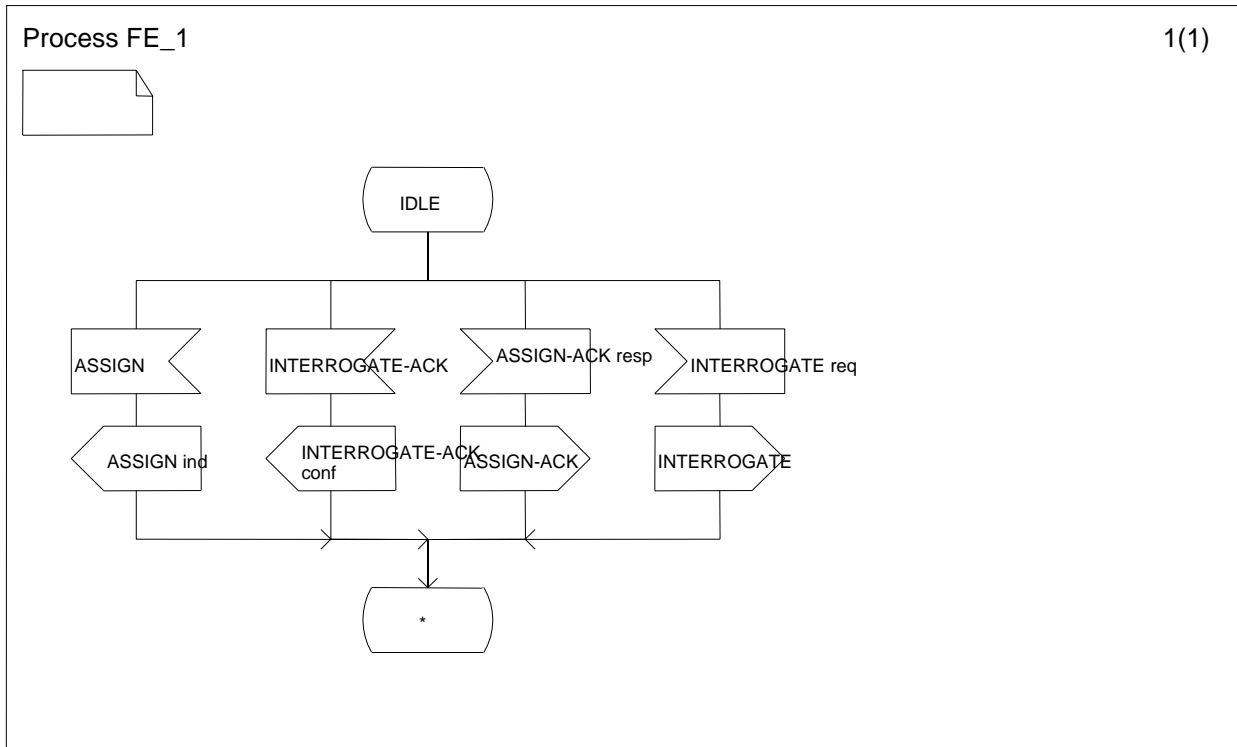 Process FE_1
1(1)
IDLE
ASSIGN
INTERROGATE-ACK
ASSIGN-ACK resp
INTERROGATE req
ASSIGN ind
INTERROGATE-ACK
conf
ASSIGN-ACK
INTERROGATE
*